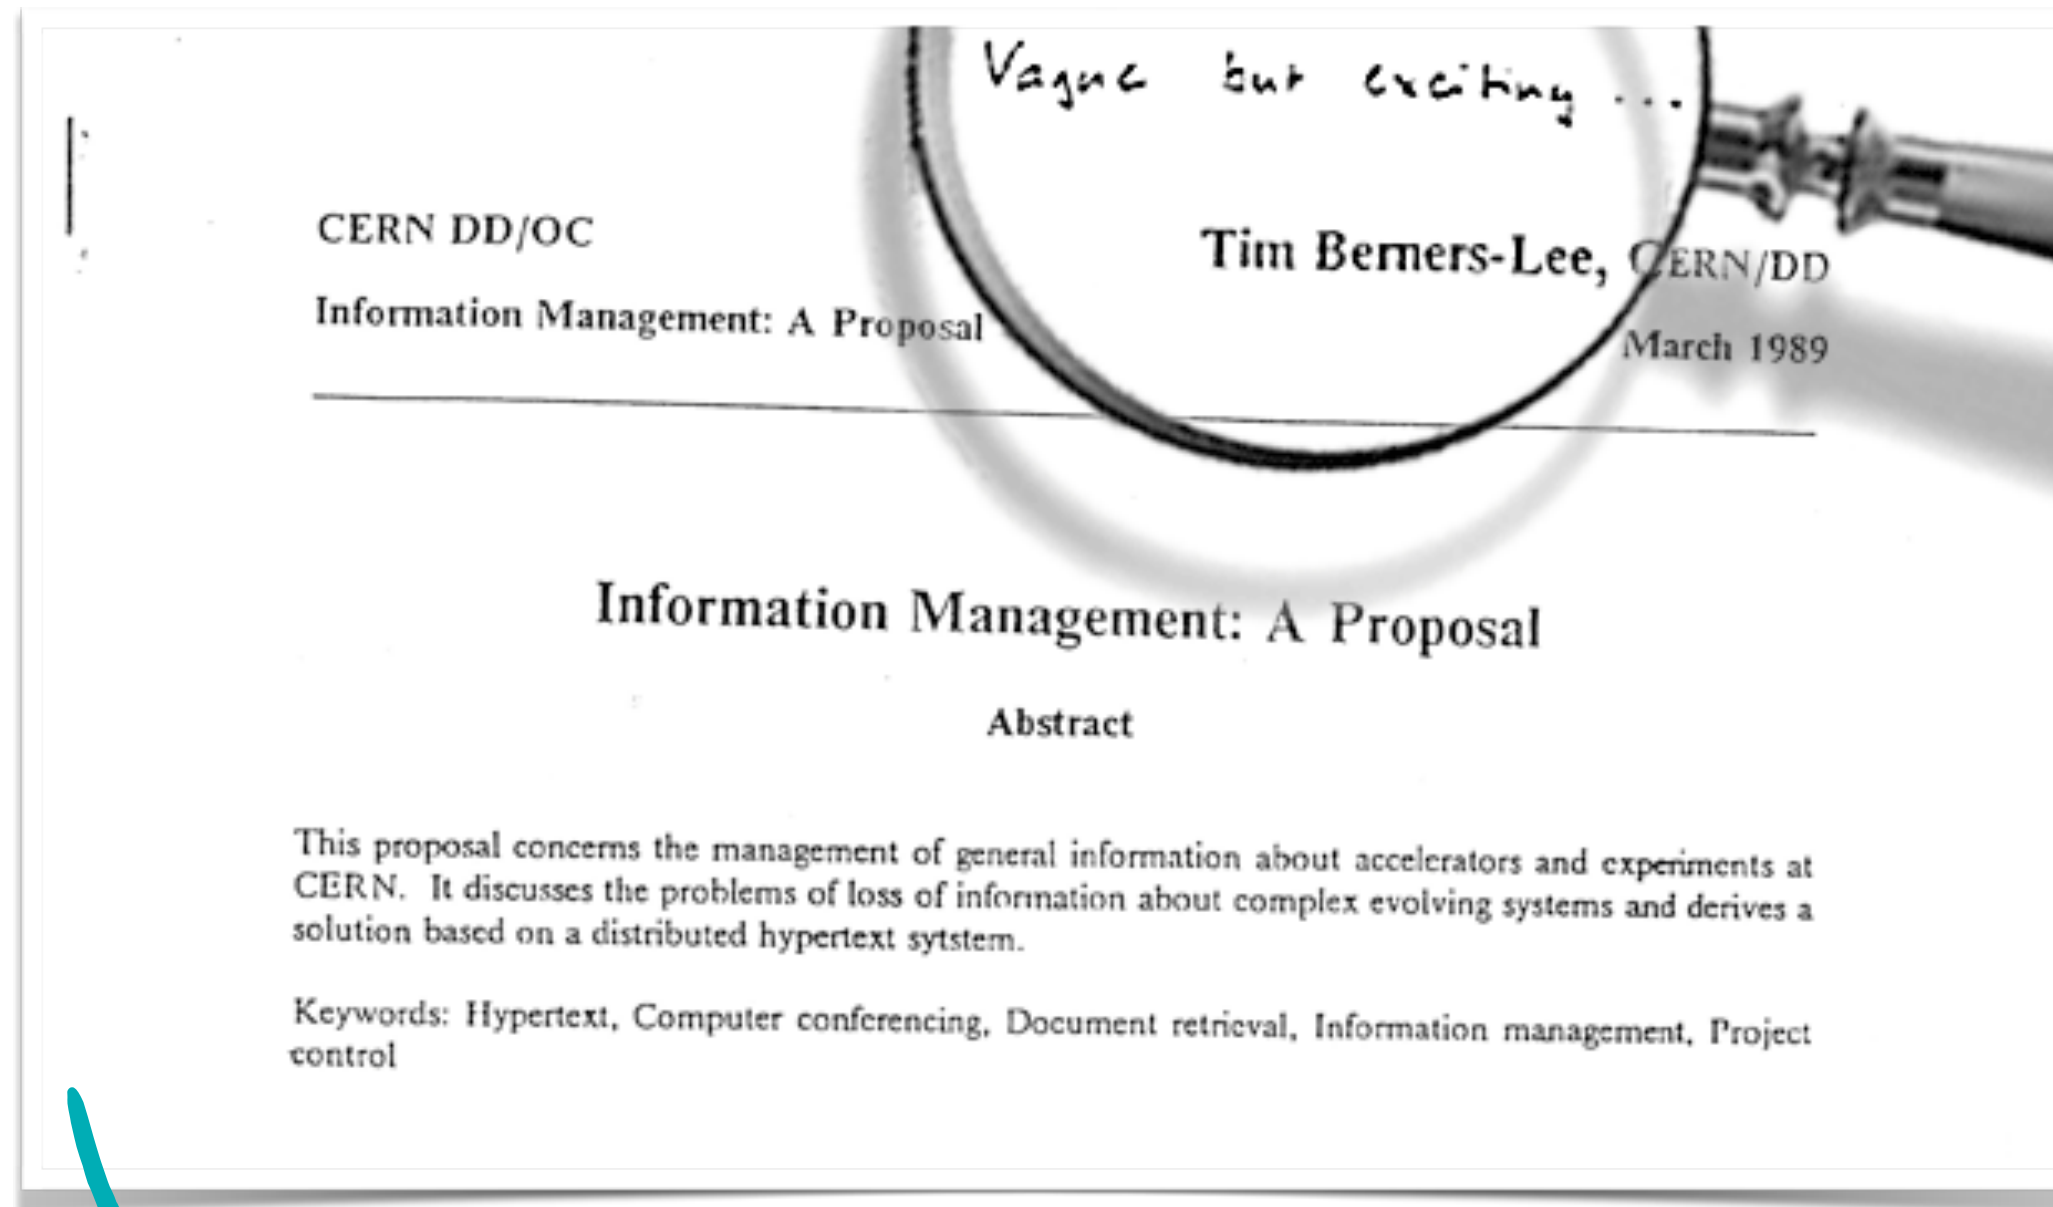 Vague but exciting ...
CERN DD/OC
Tim Berners-Lee, CERN/DD
Information Management: A Proposal
March 1989
Information Management: A Proposal
Abstract
This proposal concerns the management of general information about accelerators and experiments at
CERN. It discusses the problems of loss of information about complex evolving systems and derives a
solution based on a distributed hypertext sytstem.
Keywords: Hypertext, Computer conferencing, Document retrieval, Information management, Project
control